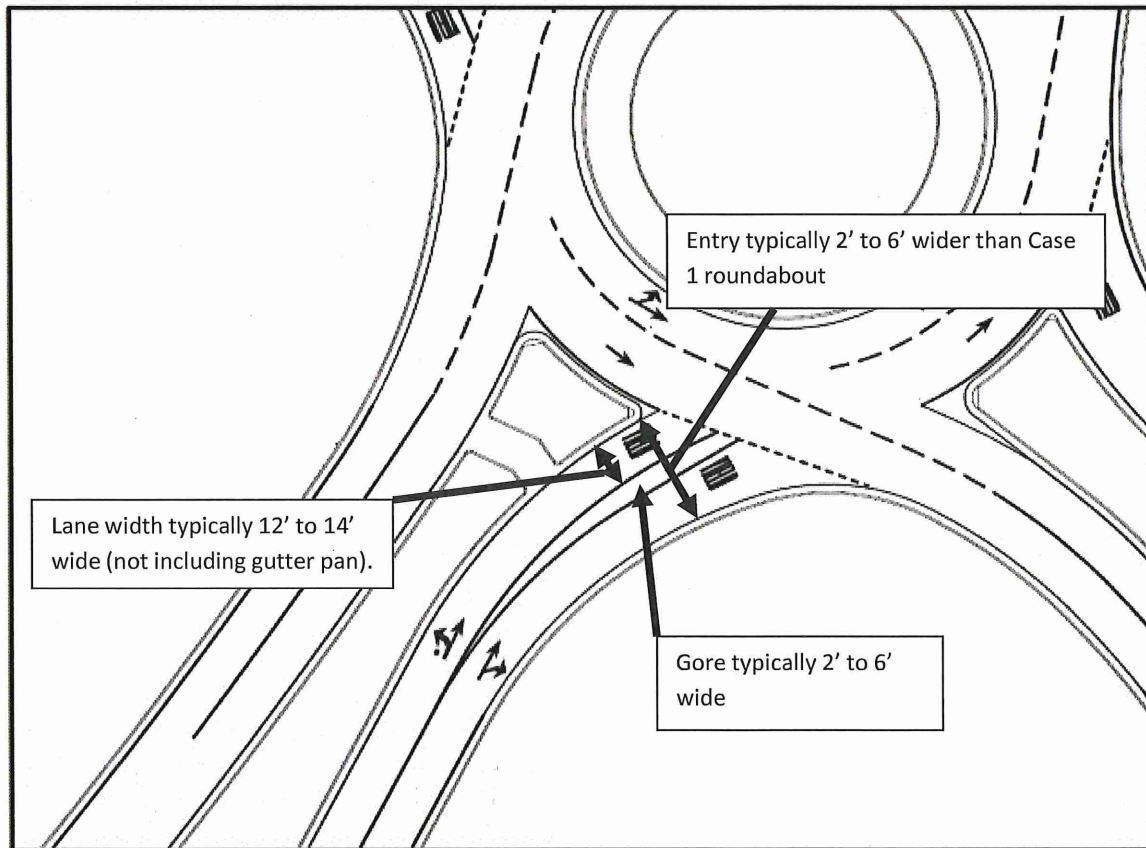 Entry typically 2’ to 6’ wider than Case
1 roundabout
Lane width typically 12’ to 14’
wide (not including gutter pan).
Gore typically 2’ to 6’
wide